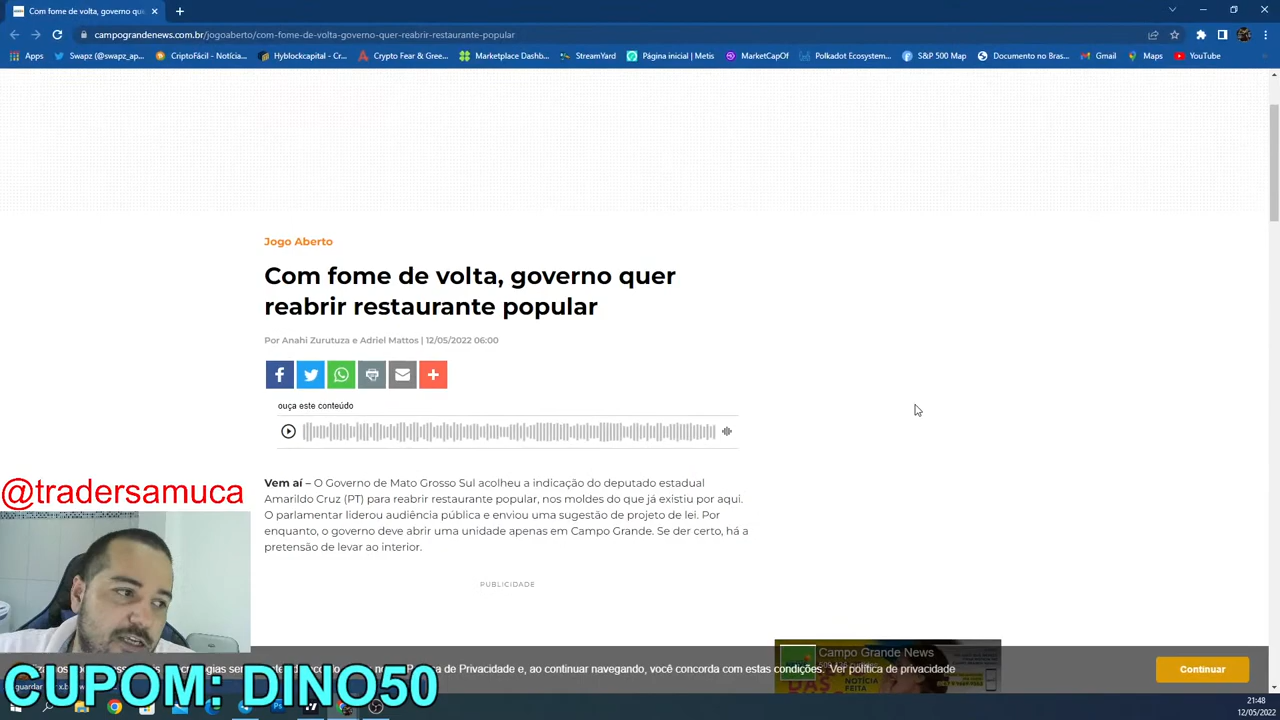 Com fome de volta, governo que
campograndenews.com.br/jogoaberto/com-fome-de-volta-governo-quer-reabrir-restaurante-popular
Apps
Swapz (@swapz_ap...
CriptoFácil - Notícia...
Hyblockcapital - Cr...
Crypto Fear & Gree...
Marketplace Dashb...
StreamYard
Página inicial | Metis
MarketCapOf
Polkadot Ecosystem...
S&P 500 Map
Documento no Bras...
Gmail
Maps
YouTube
Jogo Aberto
Com fome de volta, governo quer
reabrir restaurante popular
Por Anahi Zurutuza e Adriel Mattos | 12/05/2022 06:00
ouça este conteúdo
Vem aí – O Governo de Mato Grosso Sul acolheu a indicação do deputado estadual
Amarildo Cruz (PT) para reabrir restaurante popular, nos moldes do que já existiu por aqui.
O parlamentar liderou audiência pública e enviou uma sugestão de projeto de lei. Por
enquanto, o governo deve abrir uma unidade apenas em Campo Grande. Se der certo, há a
pretensão de levar ao interior.
PUBLICIDADE
@tradersamuca
Campo Grande News
NOTÍCIA
FEITA
de Privacidade e, ao continuar navegando, você concorda com estas condições. Ver política de privacidade
Continuar
CUPOM: DINO50
21:48
12/05/2022